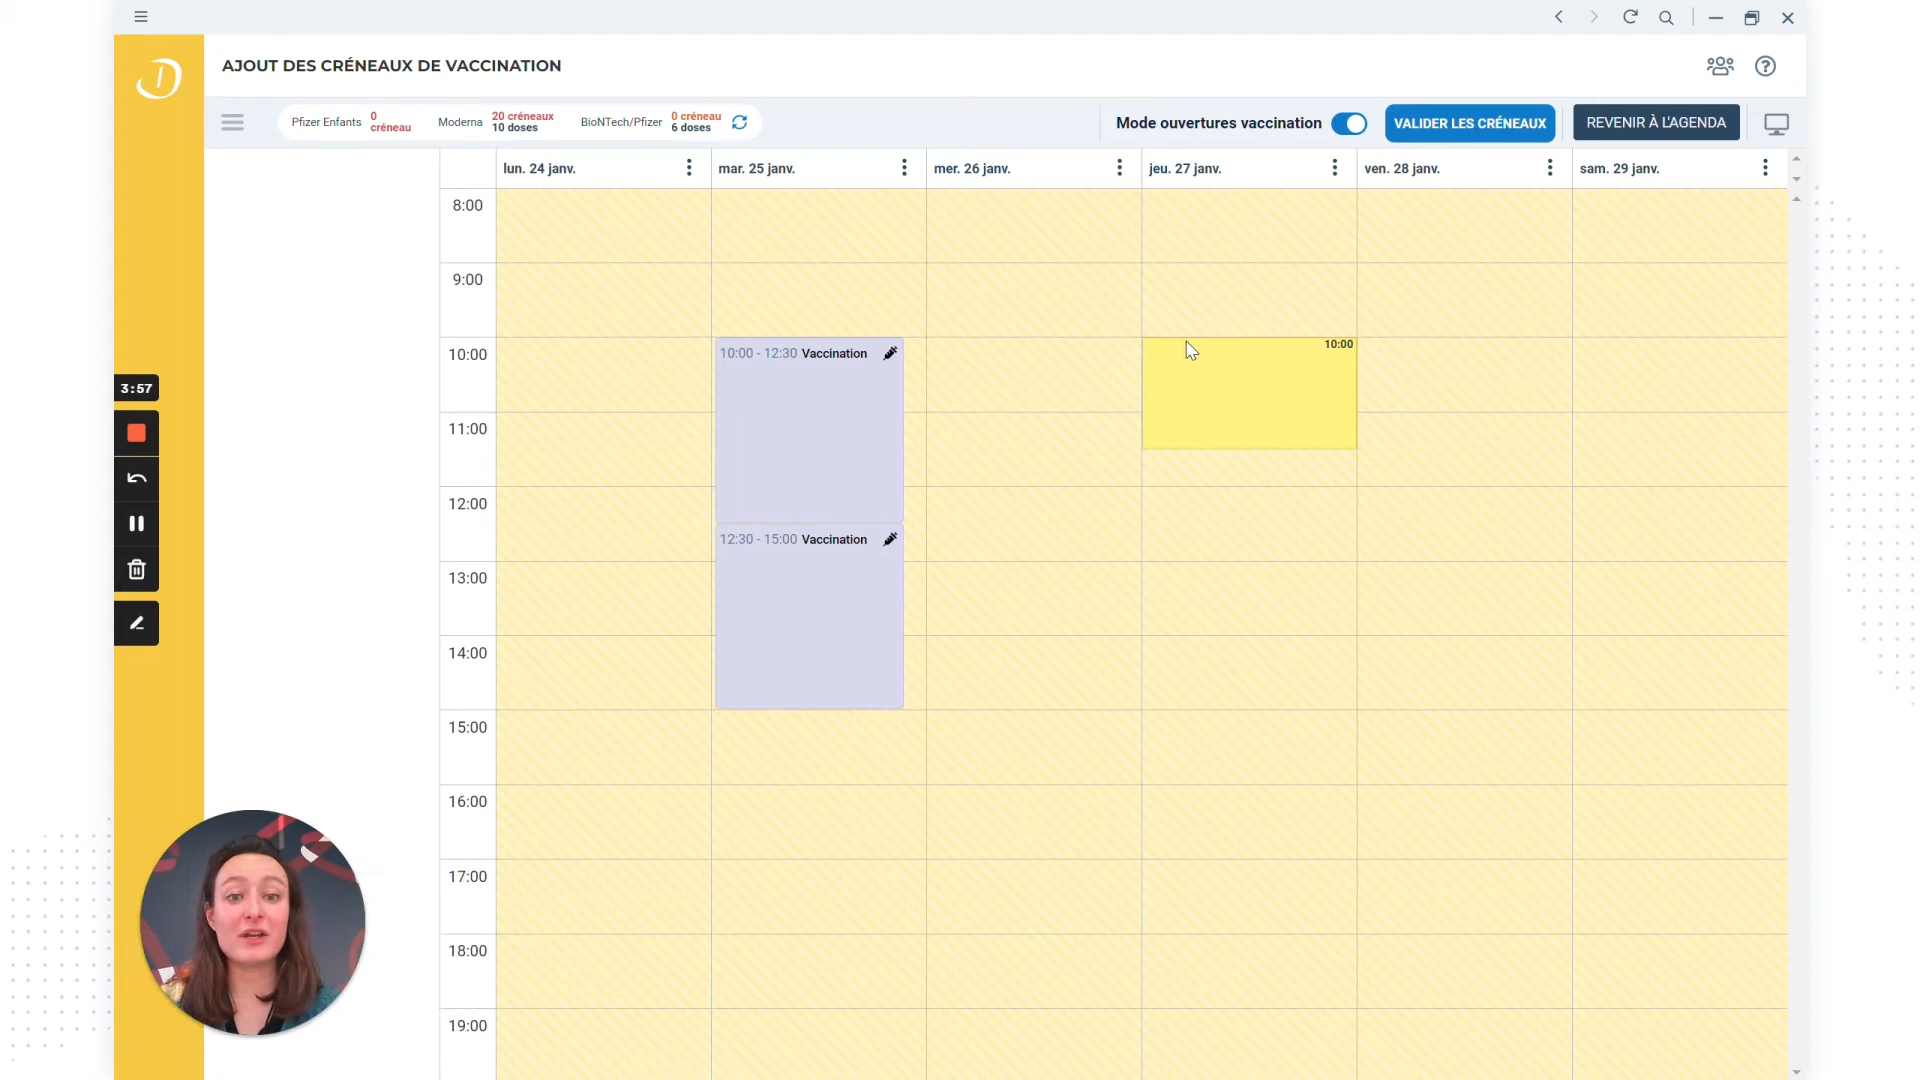 AJOUT DES CRÉNEAUX DE VACCINATION
Pfizer Enfants 0 créneau
Moderna 20 créneaux 10 doses
BioNTech/Pfizer 0 créneau 6 doses
Mode ouvertures vaccination
VALIDER LES CRÉNEAUX
REVENIR À L'AGENDA
lun. 24 janv.
mar. 25 janv.
mer. 26 janv.
jeu. 27 janv.
ven. 28 janv.
sam. 29 janv.
8:00
9:00
10:00
10:00 - 12:30 Vaccination
10:00
3:57
11:00
12:00
12:30 - 15:00 Vaccination
13:00
14:00
15:00
16:00
17:00
18:00
19:00